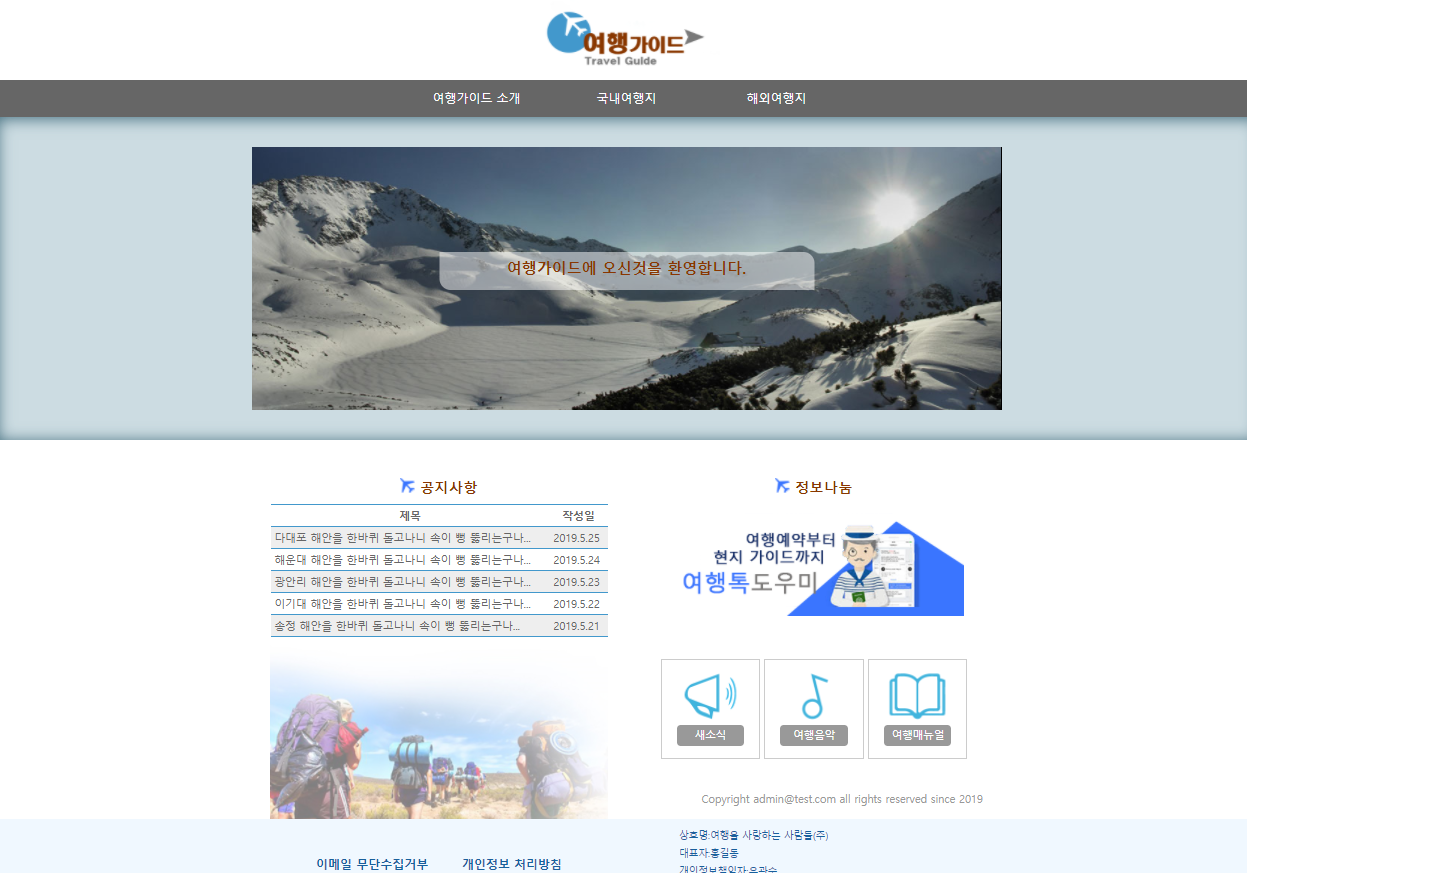 여행가이드
Travel Guide
여행가이드 소개 국내여행지 해외여행지
여행가이드에 오신것을 환영합니다.
공지사항
제목 작성일
다대포 해안을 한바퀴 돌고나니 속이 뻥 뚫리는구나... 2019.5.25
해운대 해안을 한바퀴 돌고나니 속이 뻥 뚫리는구나... 2019.5.24
광안리 해안을 한바퀴 돌고나니 속이 뻥 뚫리는구나... 2019.5.23
이기대 해안을 한바퀴 돌고나니 속이 뻥 뚫리는구나... 2019.5.22
송정 해안을 한바퀴 돌고나니 속이 뻥 뚫리는구나... 2019.5.21
정보나눔
여행예약부터
현지 가이드까지
여행톡도우미
새소식 여행음악 여행매뉴얼
Copyright admin@test.com all rights reserved since 2019
이메일 무단수집거부 개인정보 처리방침
상호명:여행을 사랑하는 사람들(주)
대표자:홍길동
개인정보책임자:유관순